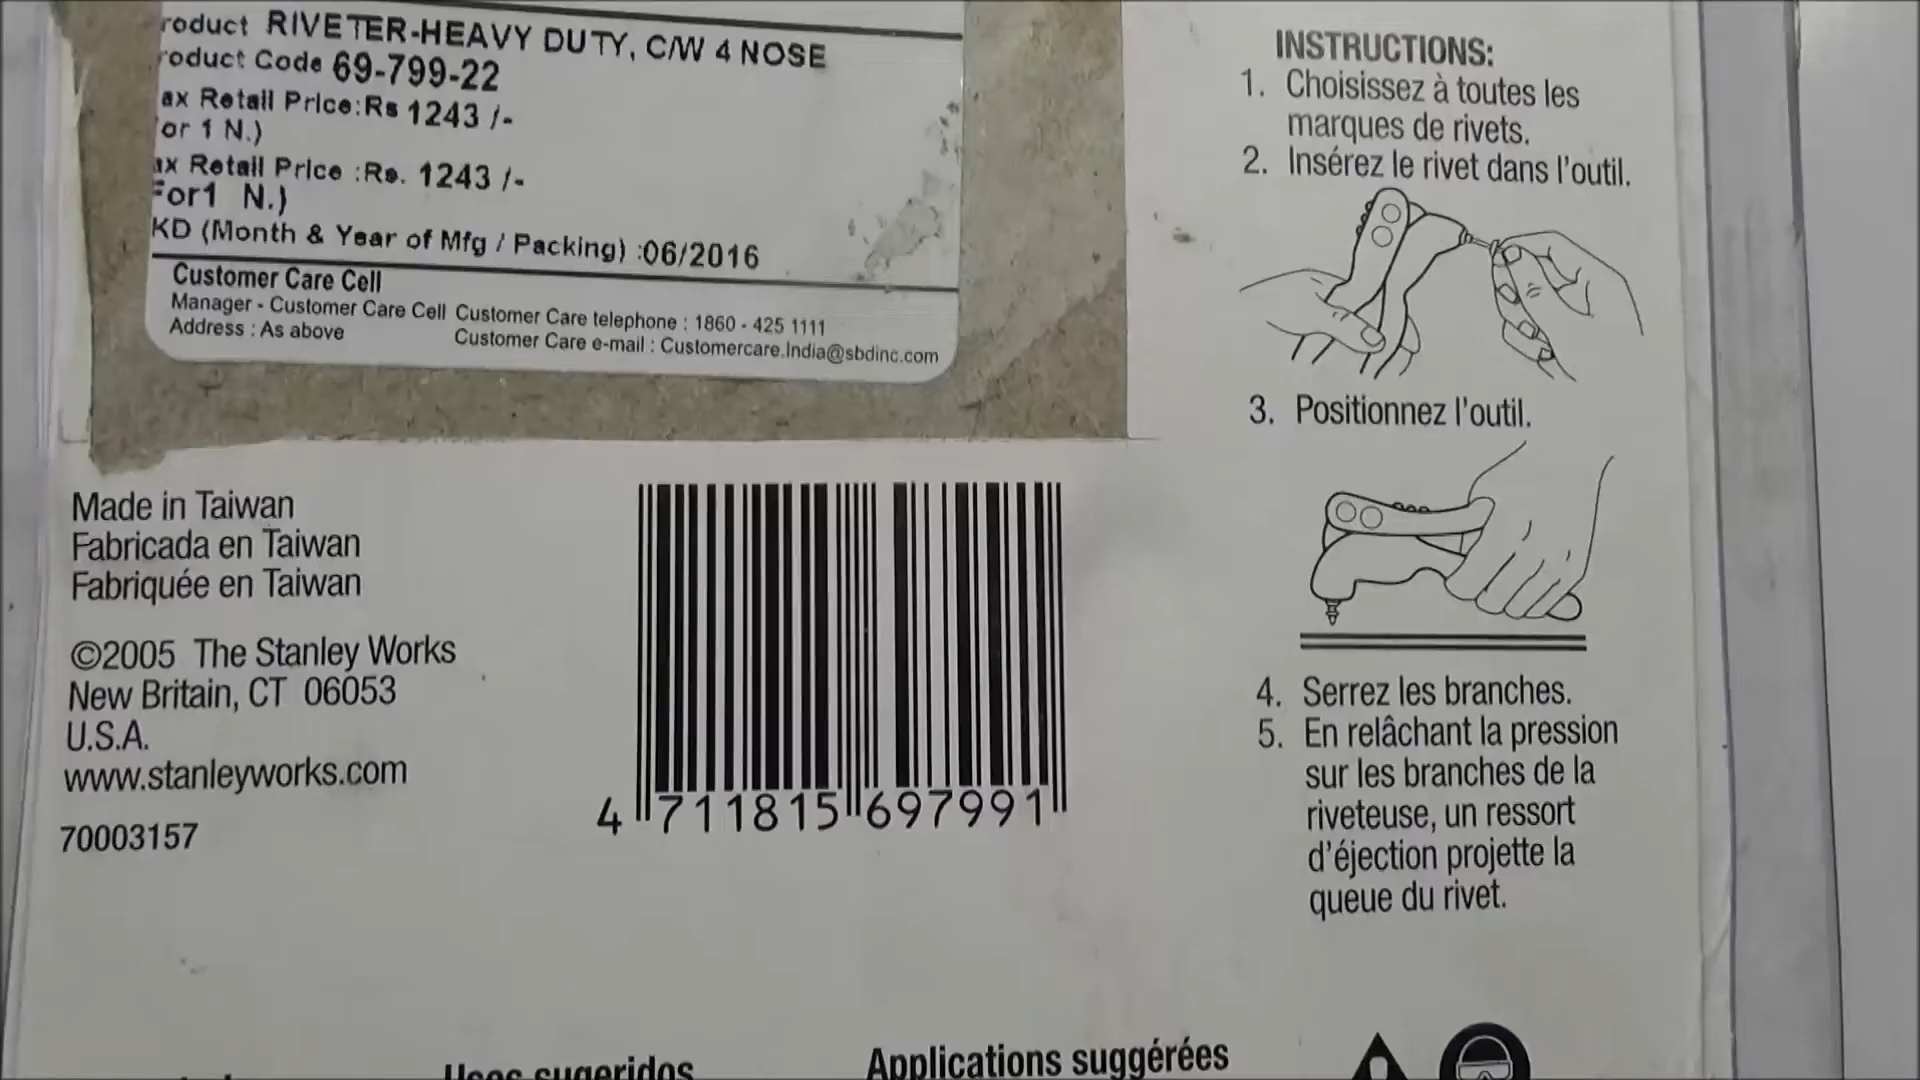 roduct RIVETER-HEAVY DUTY, C/W 4 NOSE
roduct Code 69-799-22
ax Retail Price:Rs 1243 /-
or 1 N.)
ax Retail Price :Rs. 1243 /-
For1 N.)
KD (Month & Year of Mfg / Packing) :06/2016
Customer Care Cell
Manager - Customer Care Cell Customer Care telephone : 1860 - 425 1111
Address : As above Customer Care e-mail : Customercare.India@sbdinc.com
Made in Taiwan
Fabricada en Taiwan
Fabriquée en Taiwan
©2005 The Stanley Works
New Britain, CT 06053
U.S.A.
www.stanleyworks.com
70003157
4 711815 697991
INSTRUCTIONS:
1. Choisissez à toutes les
marques de rivets.
2. Insérez le rivet dans l'outil.
3. Positionnez l'outil.
4. Serrez les branches.
5. En relâchant la pression
sur les branches de la
riveteuse, un ressort
d'éjection projette la
queue du rivet.
Usos sugeridos
Applications suggérées